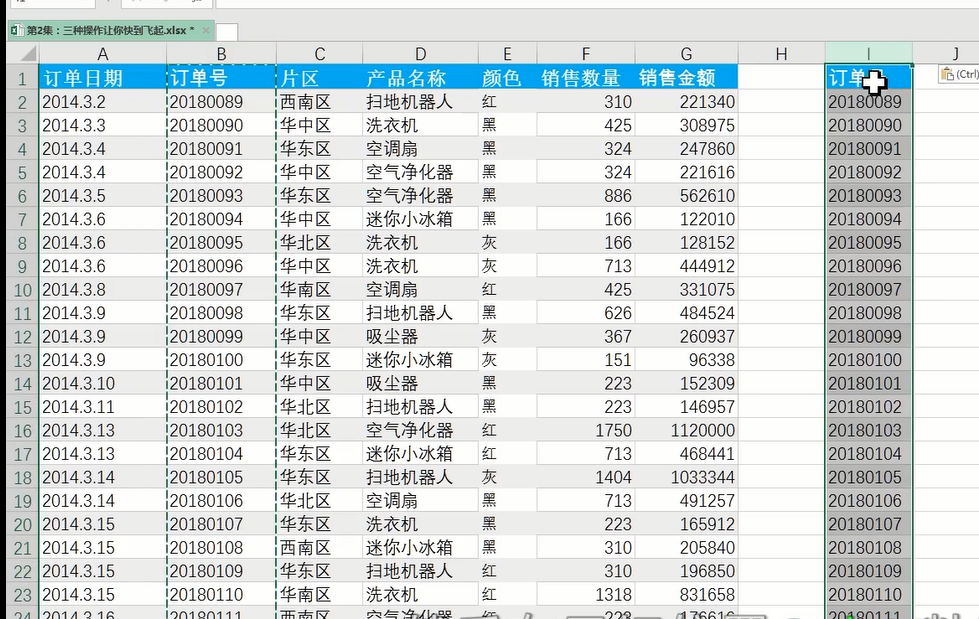 第2集：三种操作让你快到飞起.xlsx *
A B C D E F G H I J
1 订单日期 订单号 片区 产品名称 颜色 销售数量 销售金额 订单 (Ctrl)
2 2014.3.2 20180089 西南区 扫地机器人 红 310 221340 20180089
3 2014.3.3 20180090 华中区 洗衣机 黑 425 308975 20180090
4 2014.3.4 20180091 华东区 空调扇 黑 324 247860 20180091
5 2014.3.4 20180092 华中区 空气净化器 黑 324 221616 20180092
6 2014.3.5 20180093 华东区 空气净化器 黑 886 562610 20180093
7 2014.3.6 20180094 华中区 迷你小冰箱 黑 166 122010 20180094
8 2014.3.6 20180095 华北区 洗衣机 灰 166 128152 20180095
9 2014.3.6 20180096 华中区 洗衣机 灰 713 444912 20180096
10 2014.3.8 20180097 华南区 空调扇 红 425 331075 20180097
11 2014.3.9 20180098 华东区 扫地机器人 黑 626 484524 20180098
12 2014.3.9 20180099 华中区 吸尘器 灰 367 260937 20180099
13 2014.3.9 20180100 华东区 迷你小冰箱 灰 151 96338 20180100
14 2014.3.10 20180101 华中区 吸尘器 黑 223 152309 20180101
15 2014.3.11 20180102 华北区 扫地机器人 黑 223 146957 20180102
16 2014.3.13 20180103 华北区 空气净化器 红 1750 1120000 20180103
17 2014.3.13 20180104 华东区 迷你小冰箱 红 713 468441 20180104
18 2014.3.14 20180105 华东区 扫地机器人 灰 1404 1033344 20180105
19 2014.3.14 20180106 华北区 空调扇 黑 713 491257 20180106
20 2014.3.15 20180107 华东区 洗衣机 黑 223 165912 20180107
21 2014.3.15 20180108 西南区 迷你小冰箱 黑 310 205840 20180108
22 2014.3.15 20180109 华东区 扫地机器人 红 310 196850 20180109
23 2014.3.15 20180110 华南区 洗衣机 红 1318 831658 20180110
24 2014.3.16 20180111 西南区 空气净化器 20180111